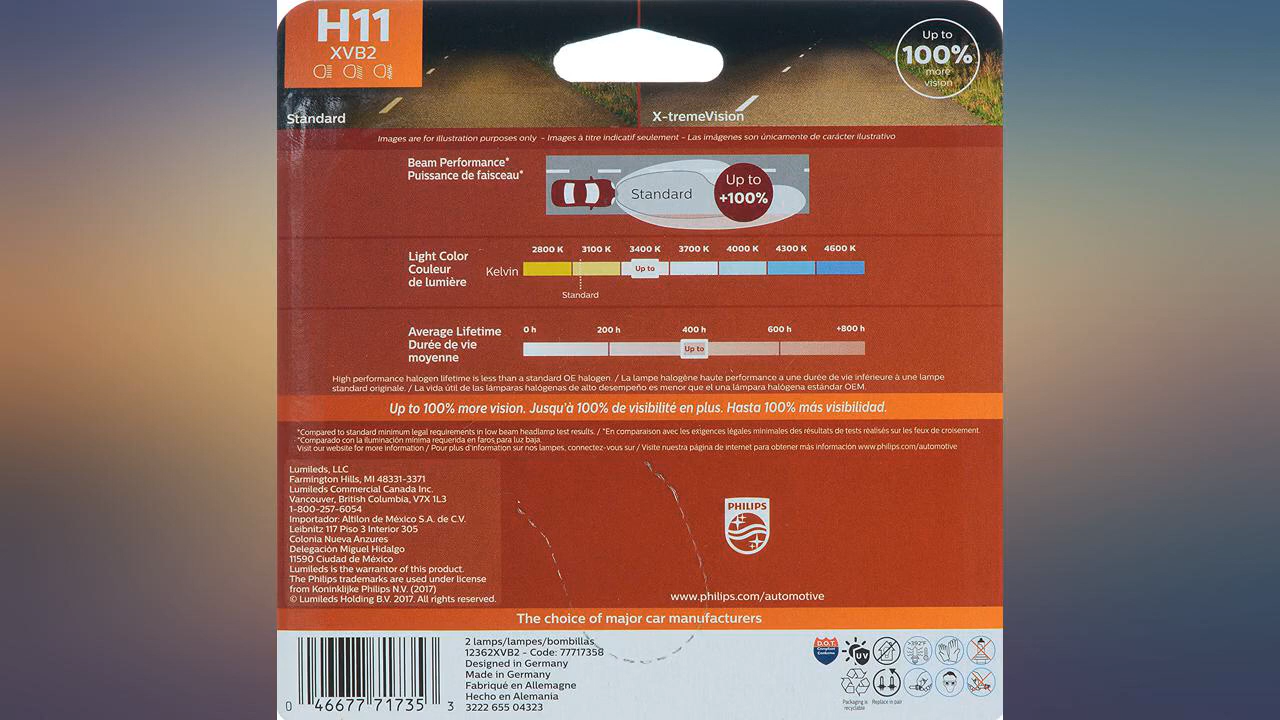 H11
XVB2
Up to
100%
more
vision
Standard
X-tremeVision
Images are for illustration purposes only - Images à titre indicatif seulement - Las imágenes son únicamente de carácter ilustrativo
Beam Performance*
Puissance de faisceau*
Standard
Up to
+100%
Light Color
Couleur
de lumière
Kelvin
2800 K 3100 K 3400 K 3700 K 4000 K 4300 K 4600 K
Up to
Standard
Average Lifetime
Durée de vie
moyenne
0 h 200 h 400 h 600 h +800 h
Up to
High performance halogen lifetime is less than a standard OE halogen. / La lampe halogène haute performance a une durée de vie inférieure à une lampe
standard originale. / La vida útil de las lámparas halógenas de alto desempeño es menor que el una lámpara halógena estándar OEM.
Up to 100% more vision. Jusqu'à 100% de visibilité en plus. Hasta 100% más visibilidad.
*Compared to standard minimum legal requirements in low beam headlamp test results. / *En comparaison avec les exigences légales minimales des résultats de tests réalisés sur les feux de croisement.
*Comparado con la iluminación mínima requerida en faros para luz baja.
Visit our website for more information / Pour plus d'information sur nos lampes, connectez-vous sur / Visite nuestra página de internet para obtener más información www.philips.com/automotive
Lumileds, LLC
Farmington Hills, MI 48331-3371
Lumileds Commercial Canada Inc.
Vancouver, British Columbia, V7X 1L3
1-800-257-6054
Importador: Altilon de México S.A. de C.V.
Leibnitz 117 Piso 3 Interior 305
Colonia Nueva Anzures
Delegación Miguel Hidalgo
11590 Ciudad de México
Lumileds is the warrantor of this product.
The Philips trademarks are used under license
from Koninklijke Philips N.V. (2017)
© Lumileds Holding B.V. 2017. All rights reserved.
PHILIPS
www.philips.com/automotive
The choice of major car manufacturers
0 46677 71735 3
2 lamps/lampes/bombillas
12362XVB2 - Code: 77717358
Designed in Germany
Made in Germany
Fabriqué en Allemagne
Hecho en Alemania
3222 655 04323
D.O.T.
Compliant
Conforme
UV
>392°F
Packaging is
recyclable
Replace in pair